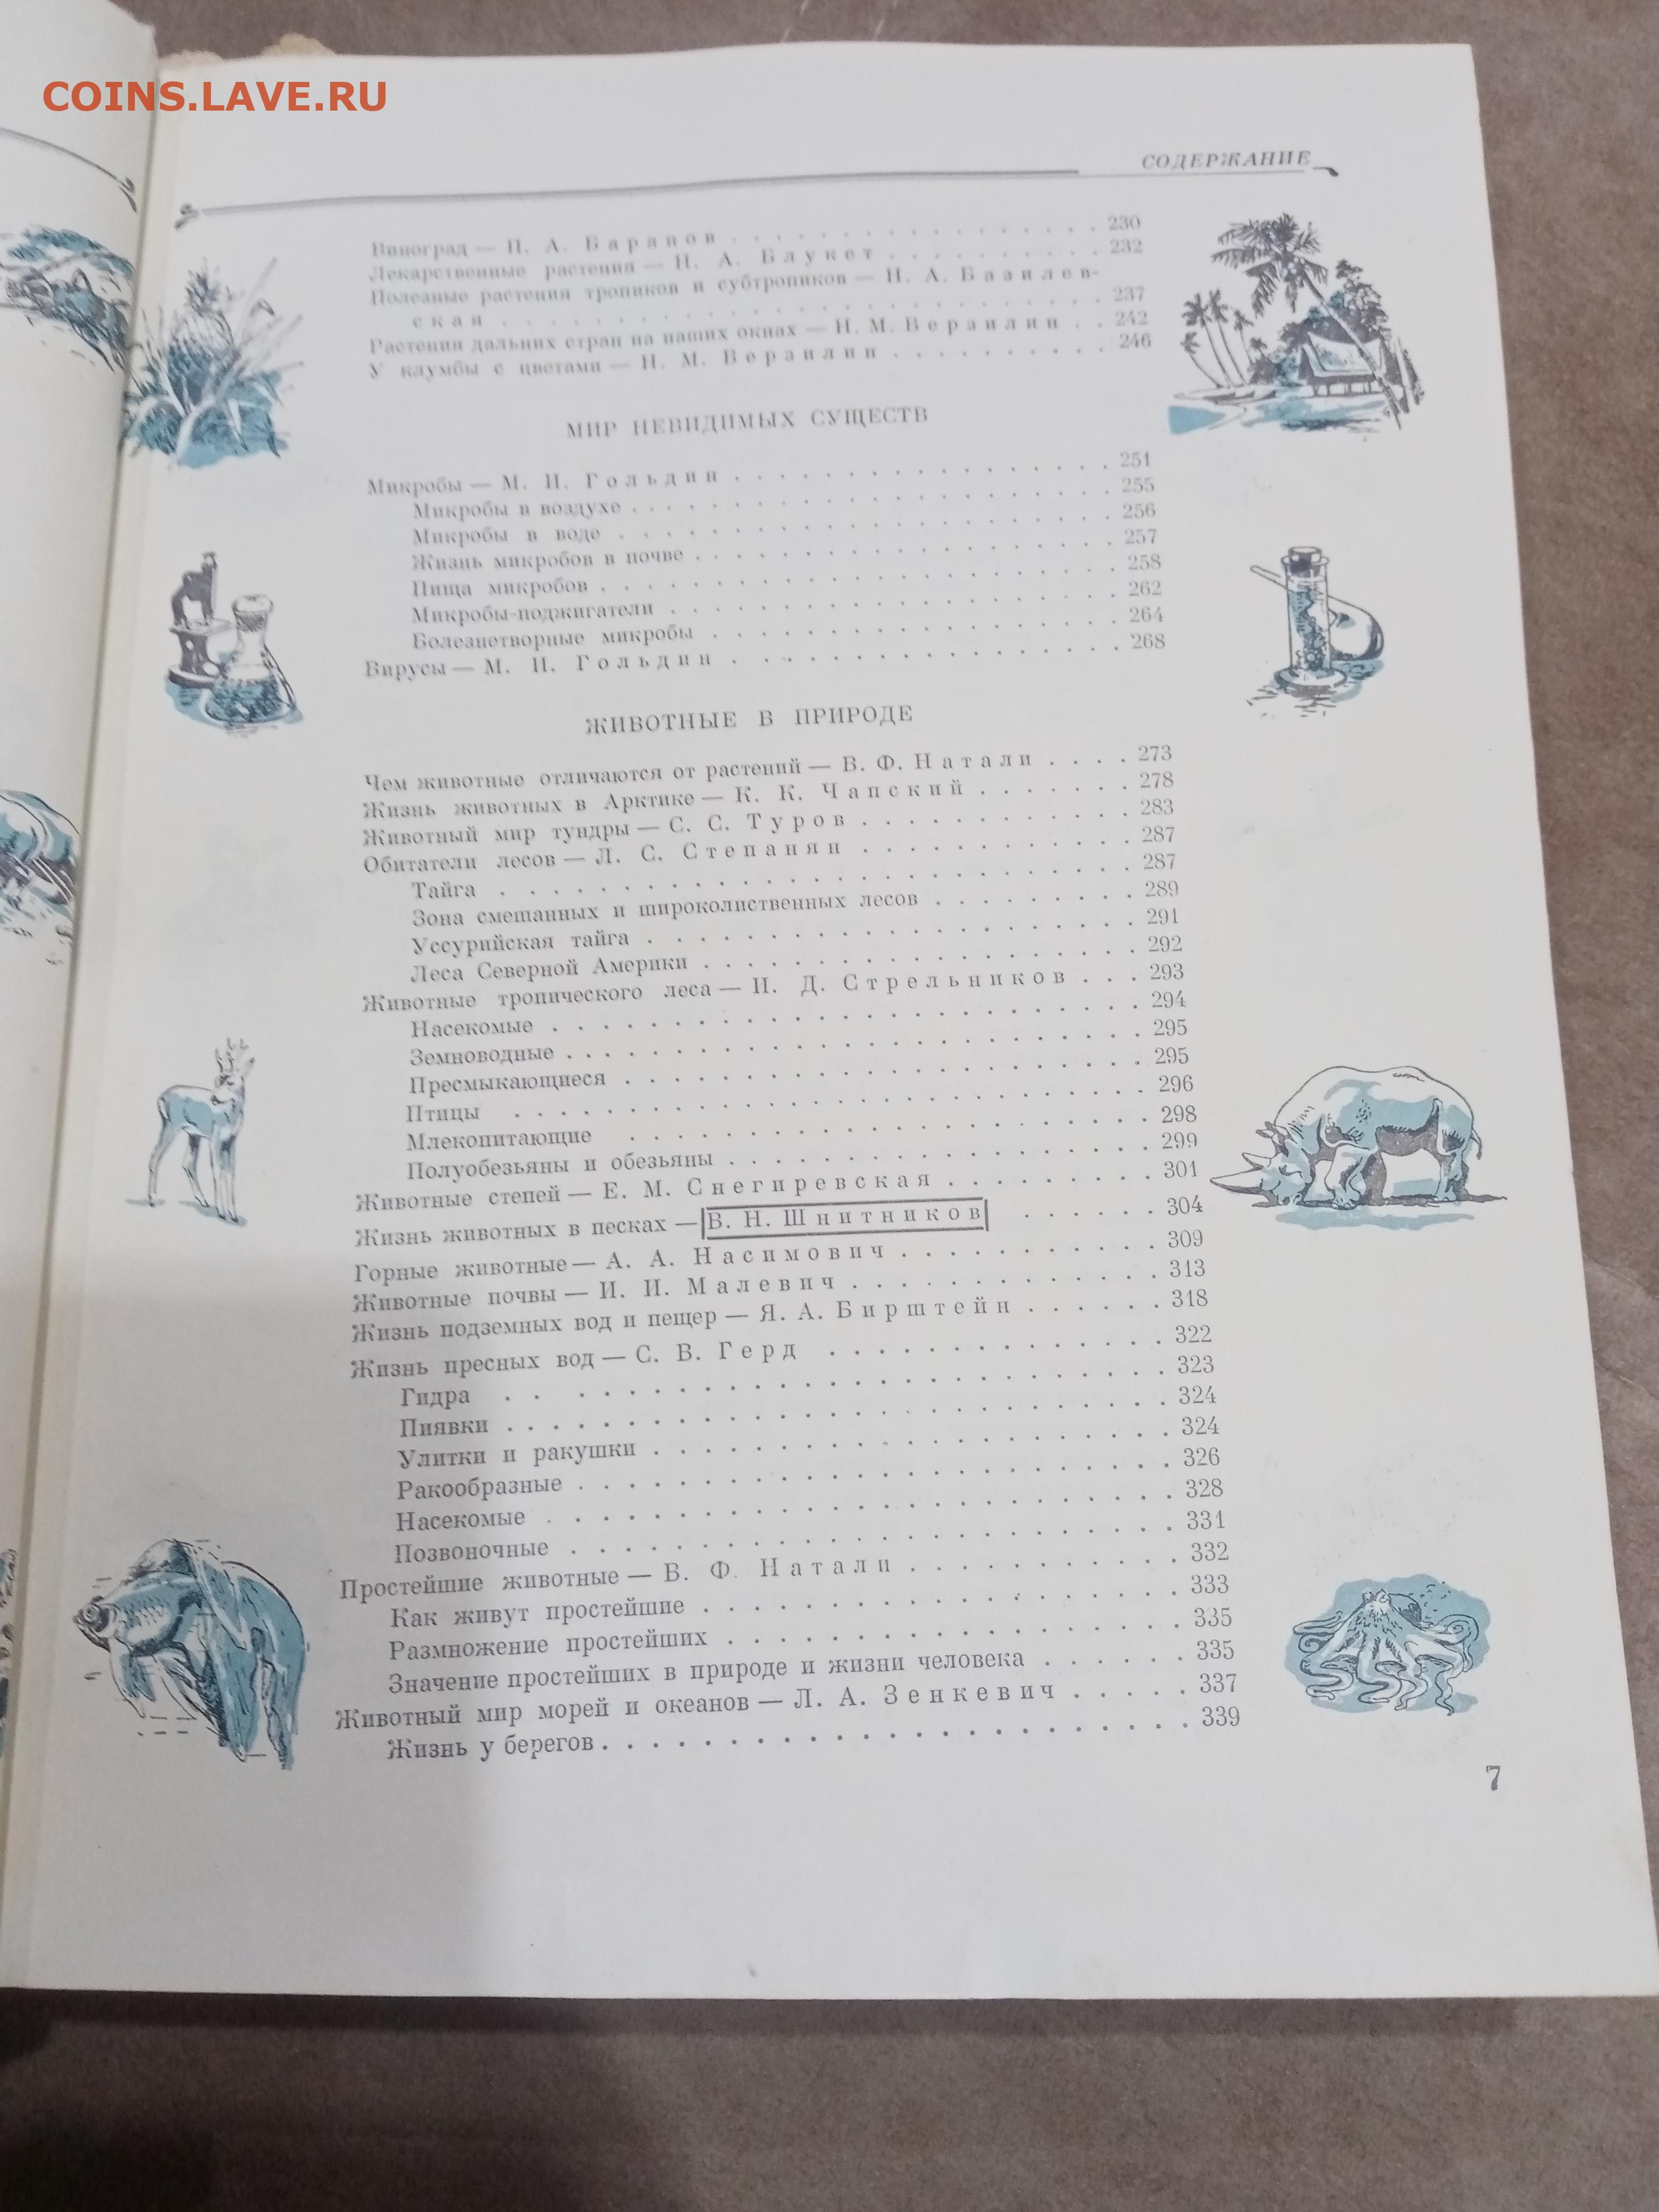 COINS.LAVE.RU
СОДЕРЖАНИЕ
Виноград — П. А. Баранов . . . . . . . . . . . . . . . . 230
Лекарственные растения — Н. А. Блукет . . . . . . . . . . 232
Полезные растения тропиков и субтропиков — Н. А. Базилев-
ская . . . . . . . . . . . . . . . . . . . . . . . 237
Растения дальних стран на наших окнах — Н. М. Верзилин . . 242
У клумбы с цветами — Н. М. Верзилин . . . . . . . . . . 246
МИР НЕВИДИМЫХ СУЩЕСТВ
Микробы — М. И. Гольдин . . . . . . . . . . . . . . . 251
Микробы в воздухе . . . . . . . . . . . . . . . . . . . 255
Микробы в воде . . . . . . . . . . . . . . . . . . . . 256
Жизнь микробов в почве . . . . . . . . . . . . . . . . 257
Пища микробов . . . . . . . . . . . . . . . . . . . . 258
Микробы-поджигатели . . . . . . . . . . . . . . . . . 262
Болезнетворные микробы . . . . . . . . . . . . . . . . 264
Вирусы — М. И. Гольдин . . . . . . . . . . . . . . . . 268
ЖИВОТНЫЕ В ПРИРОДЕ
Чем животные отличаются от растений — В. Ф. Натали . . . . 273
Жизнь животных в Арктике — К. К. Чапский . . . . . . . 278
Животный мир тундры — С. С. Туров . . . . . . . . . . . 283
Обитатели лесов — Л. С. Степанян . . . . . . . . . . . 287
Тайга . . . . . . . . . . . . . . . . . . . . . . . . 287
Зона смешанных и широколиственных лесов . . . . . . . . 289
Уссурийская тайга . . . . . . . . . . . . . . . . . . . 291
Леса Северной Америки . . . . . . . . . . . . . . . . . 292
Животные тропического леса — И. Д. Стрельников . . . 293
Насекомые . . . . . . . . . . . . . . . . . . . . . . . 294
Земноводные . . . . . . . . . . . . . . . . . . . . . . 295
Пресмыкающиеся . . . . . . . . . . . . . . . . . . . . 295
Птицы . . . . . . . . . . . . . . . . . . . . . . . . . 296
Млекопитающие . . . . . . . . . . . . . . . . . . . . . 298
Полуобезьяны и обезьяны . . . . . . . . . . . . . . . . 299
Животные степей — Е. М. Снегиревская . . . . . . . . . 301
Жизнь животных в песках — В. Н. Шнитников . . . . . . 304
Горные животные — А. А. Насимович . . . . . . . . . . . 309
Животные почвы — И. И. Малевич . . . . . . . . . . . . 313
Жизнь подземных вод и пещер — Я. А. Бирштейн . . . . . . 318
Жизнь пресных вод — С. В. Герд . . . . . . . . . . . . . 322
Гидра . . . . . . . . . . . . . . . . . . . . . . . . . 323
Пиявки . . . . . . . . . . . . . . . . . . . . . . . . 324
Улитки и ракушки . . . . . . . . . . . . . . . . . . . 324
Ракообразные . . . . . . . . . . . . . . . . . . . . . 326
Насекомые . . . . . . . . . . . . . . . . . . . . . . . 328
Позвоночные . . . . . . . . . . . . . . . . . . . . . . 331
Простейшие животные — В. Ф. Натали . . . . . . . . . . . 332
Как живут простейшие . . . . . . . . . . . . . . . . . . 333
Размножение простейших . . . . . . . . . . . . . . . . . 335
Значение простейших в природе и жизни человека . . . . . . 335
Животный мир морей и океанов — Л. А. Зенкевич . . . . . 337
Жизнь у берегов . . . . . . . . . . . . . . . . . . . . 339
7